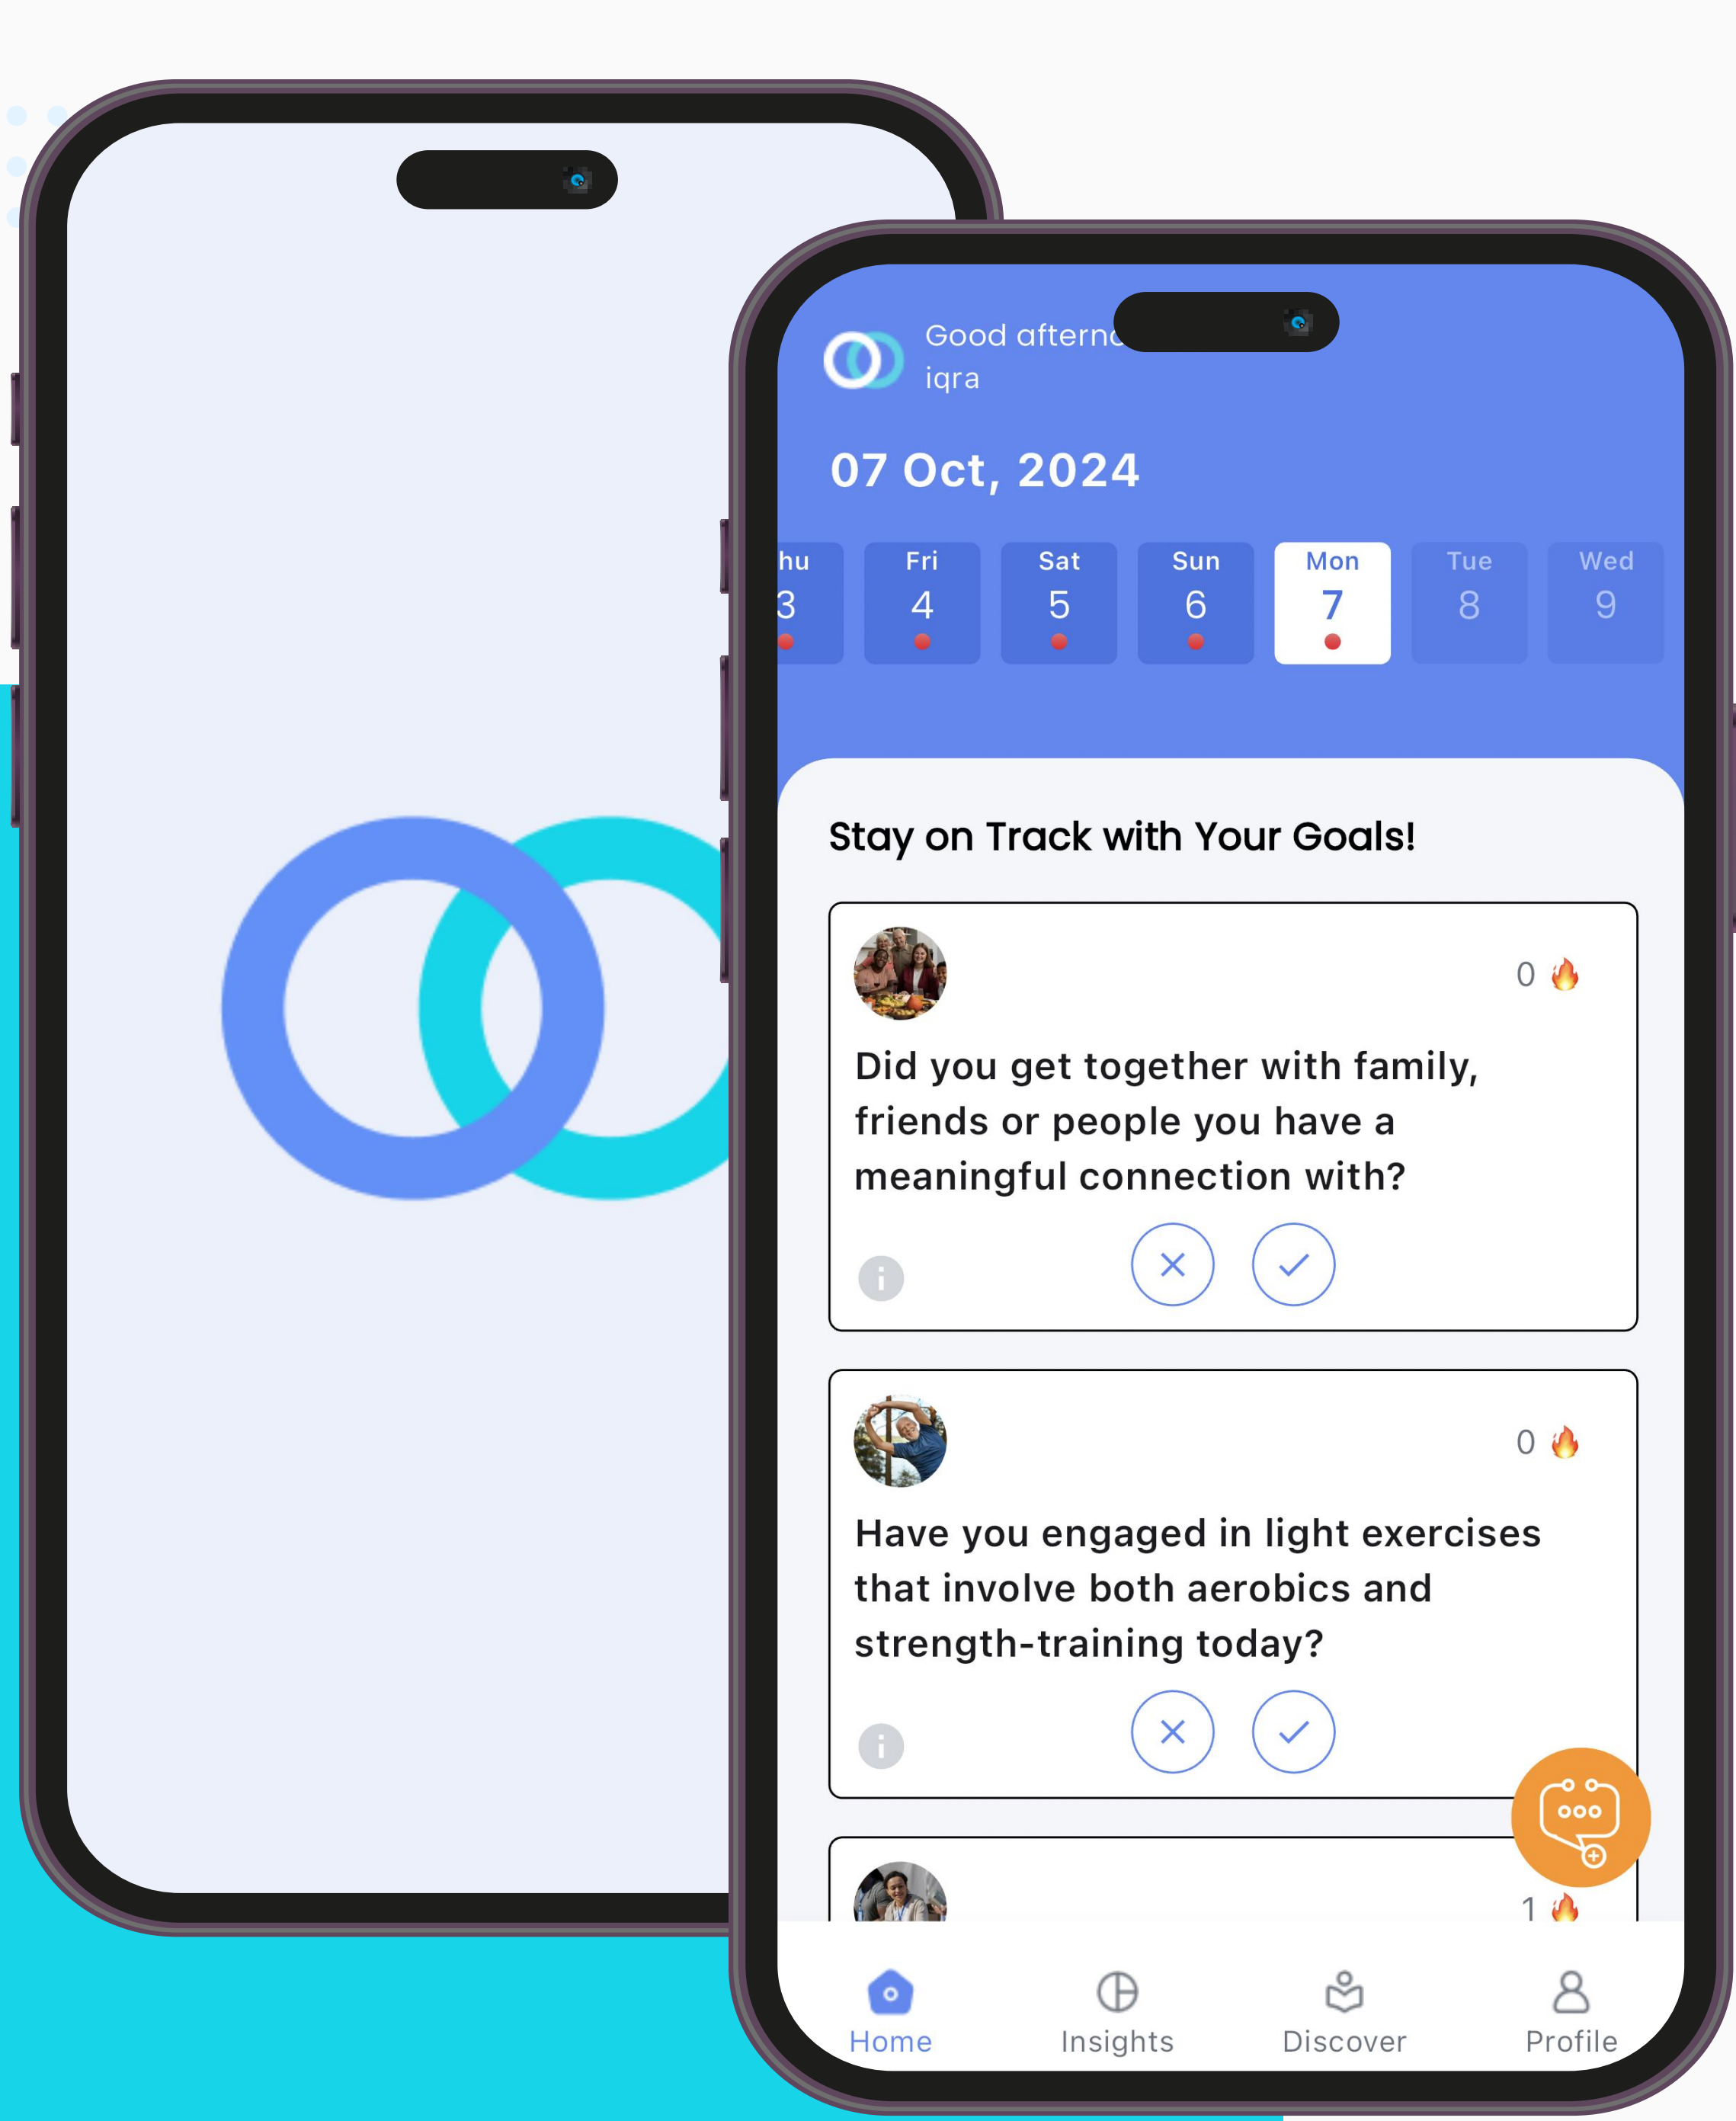 Good afterno
iqra
07 Oct, 2024
hu Fri Sat Sun Mon Tue Wed
3 4 5 6 7 8 9
Stay on Track with Your Goals!
0
Did you get together with family,
friends or people you have a
meaningful connection with?
0
Have you engaged in light exercises
that involve both aerobics and
strength-training today?
1
Home Insights Discover Profile